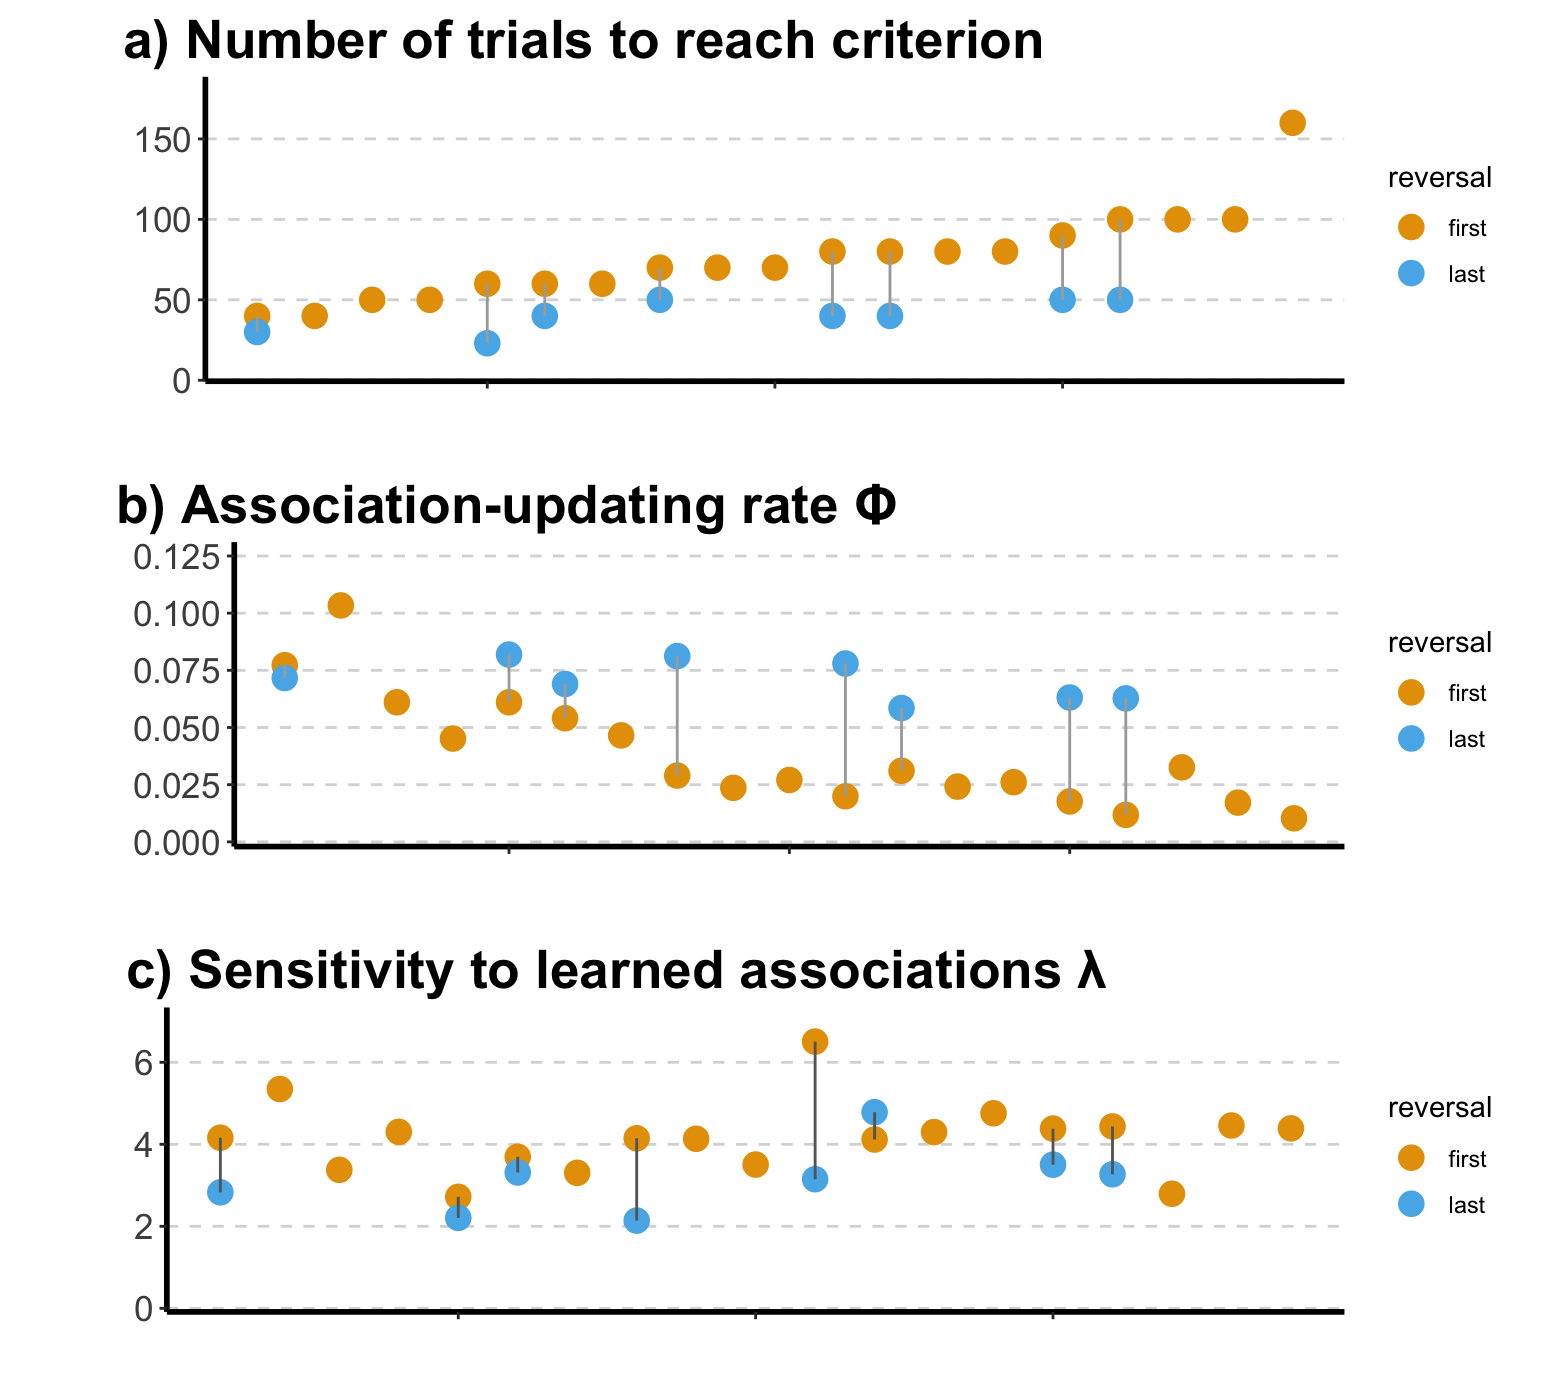 a) Number of trials to reach criterion
150
100
50
0
reversal
first
last
b) Association-updating rate Φ
0.125
0.100
0.075
0.050
0.025
0.000
reversal
first
last
c) Sensitivity to learned associations λ
6
4
2
0
reversal
first
last